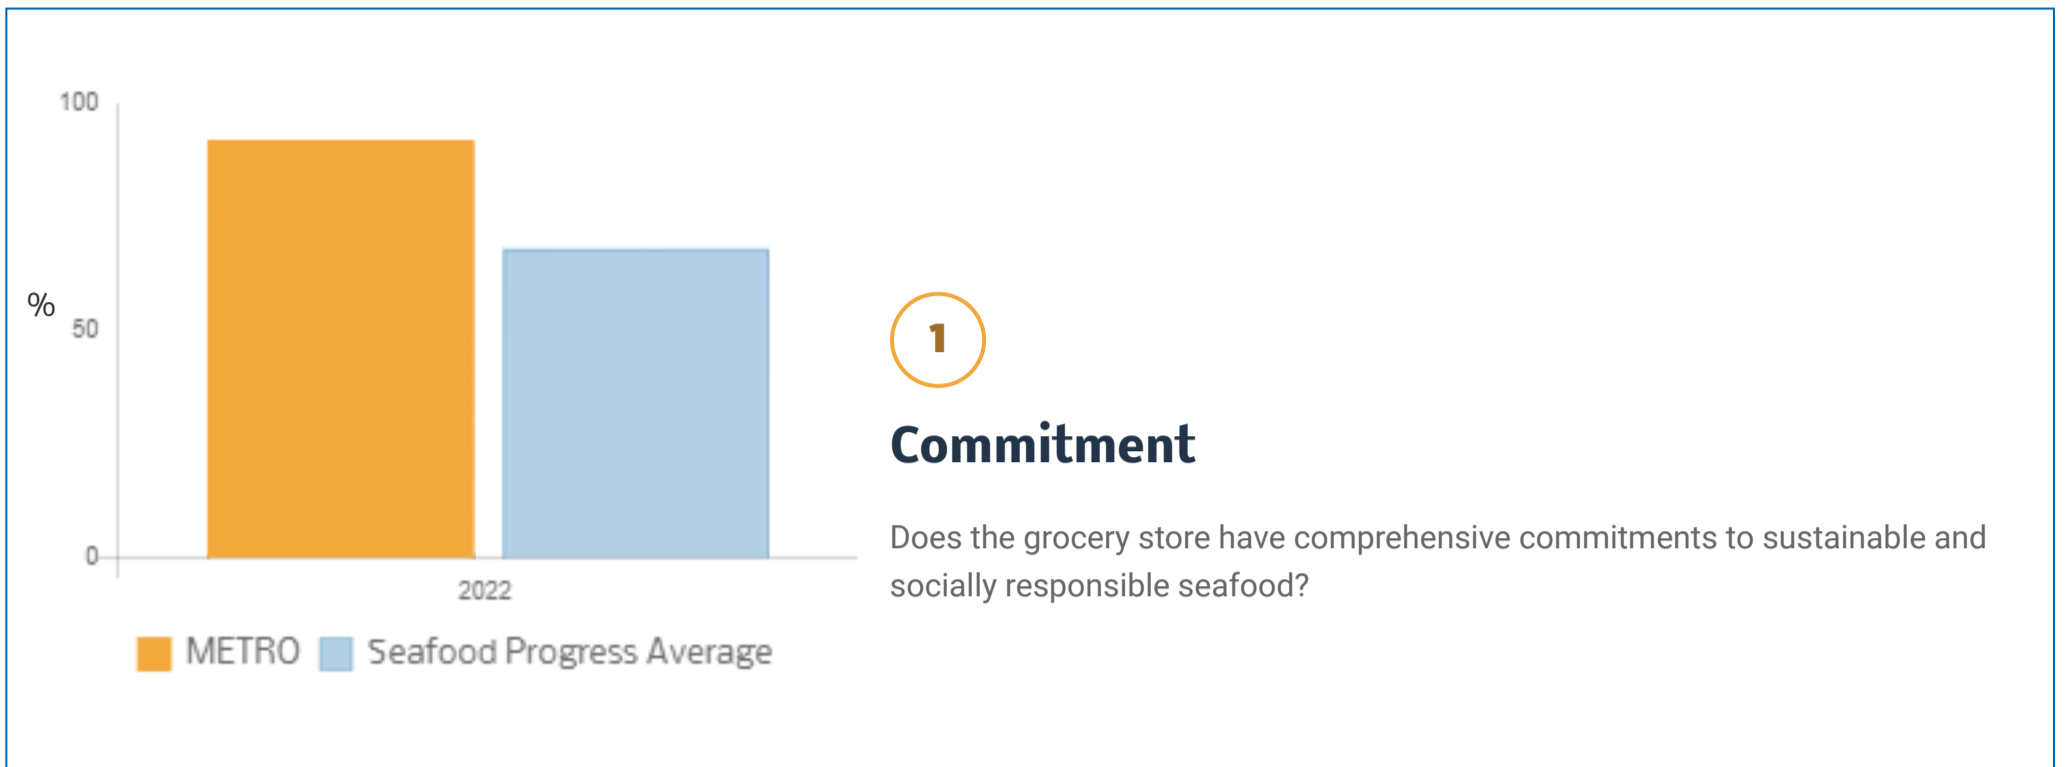 100
%
50
0
2022
METRO Seafood Progress Average
1
Commitment
Does the grocery store have comprehensive commitments to sustainable and
socially responsible seafood?